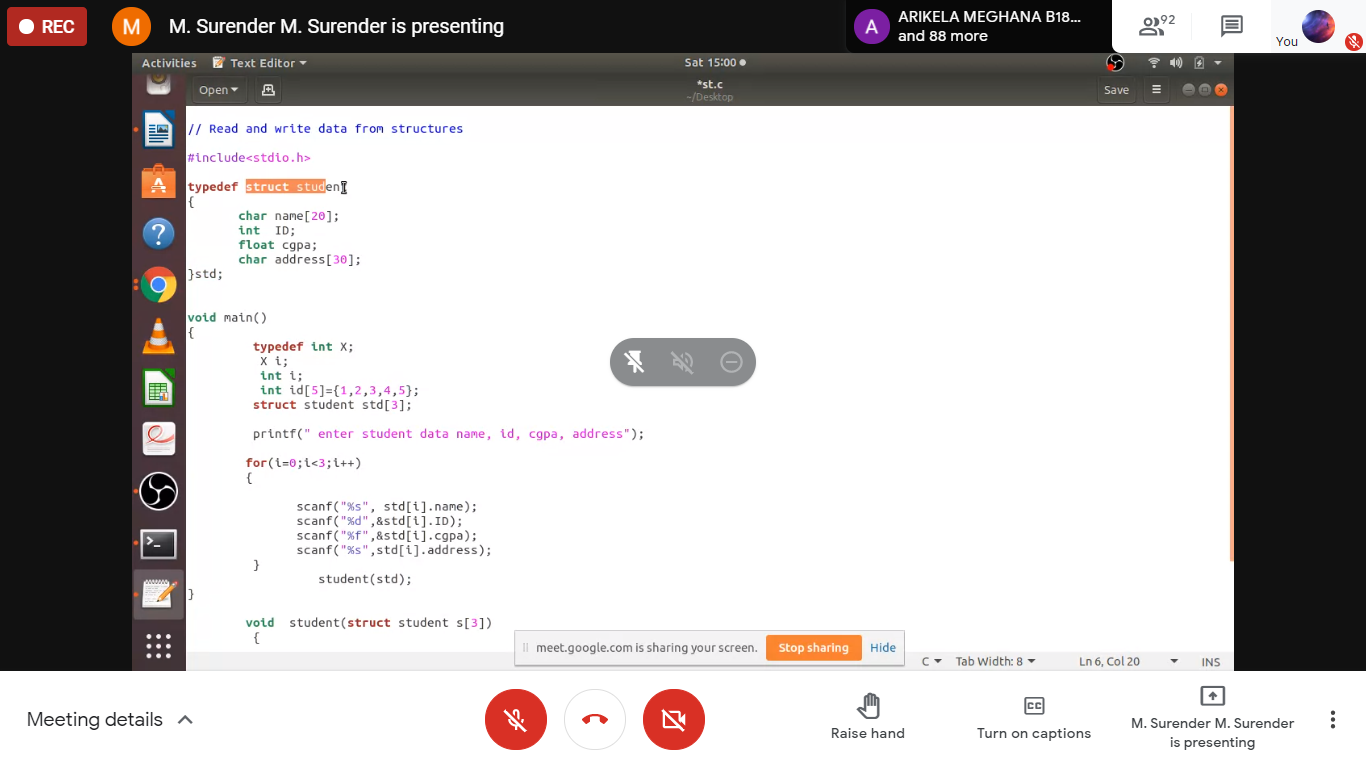 REC
M
M. Surender M. Surender is presenting
A
ARIKELA MEGHANA B18...
and 88 more
92
You
Activities
Text Editor
Sat 15:00
Open
*st.c
~/Desktop
Save
// Read and write data from structures
#include<stdio.h>
typedef struct student
{
char name[20];
int ID;
float cgpa;
char address[30];
}std;
void main()
{
typedef int X;
X i;
int i;
int id[5]={1,2,3,4,5};
struct student std[3];
printf(" enter student data name, id, cgpa, address");
for(i=0;i<3;i++)
{
scanf("%s", std[i].name);
scanf("%d",&std[i].ID);
scanf("%f",&std[i].cgpa);
scanf("%s",std[i].address);
}
student(std);
}
void student(struct student s[3])
{
meet.google.com is sharing your screen.
Stop sharing
Hide
C
Tab Width: 8
Ln 6, Col 20
INS
Meeting details
Raise hand
CC
Turn on captions
M. Surender M. Surender
is presenting